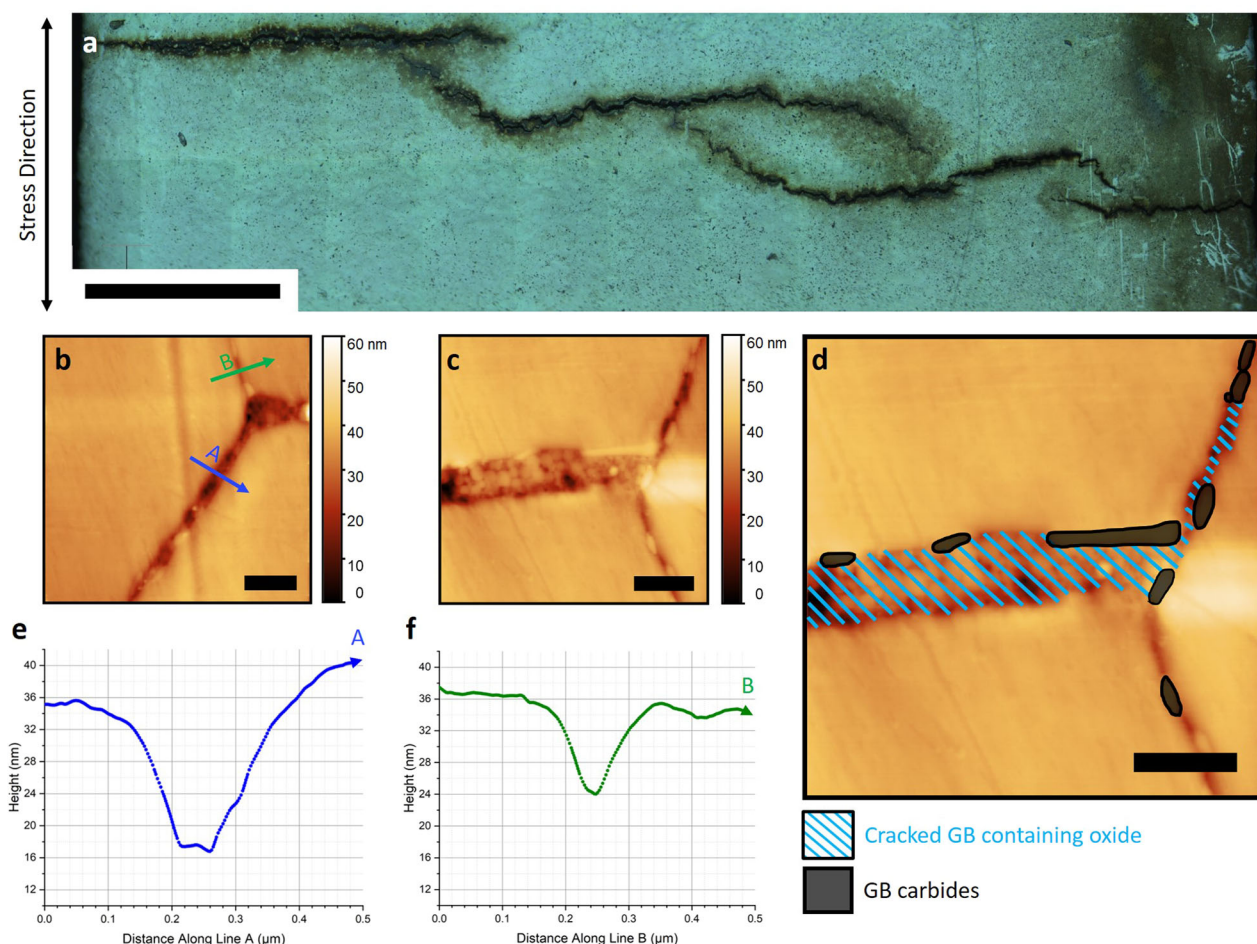 a
Stress Direction
b
B
A
60 nm
50
40
30
20
10
0
c
60 nm
50
40
30
20
10
0
d
e
A
40
36
32
28
24
20
16
12
Height (nm)
0.0 0.1 0.2 0.3 0.4 0.5
Distance Along Line A (µm)
f
B
40
36
32
28
24
20
16
12
Height (nm)
0.0 0.1 0.2 0.3 0.4 0.5
Distance Along Line B (µm)
Cracked GB containing oxide
GB carbides